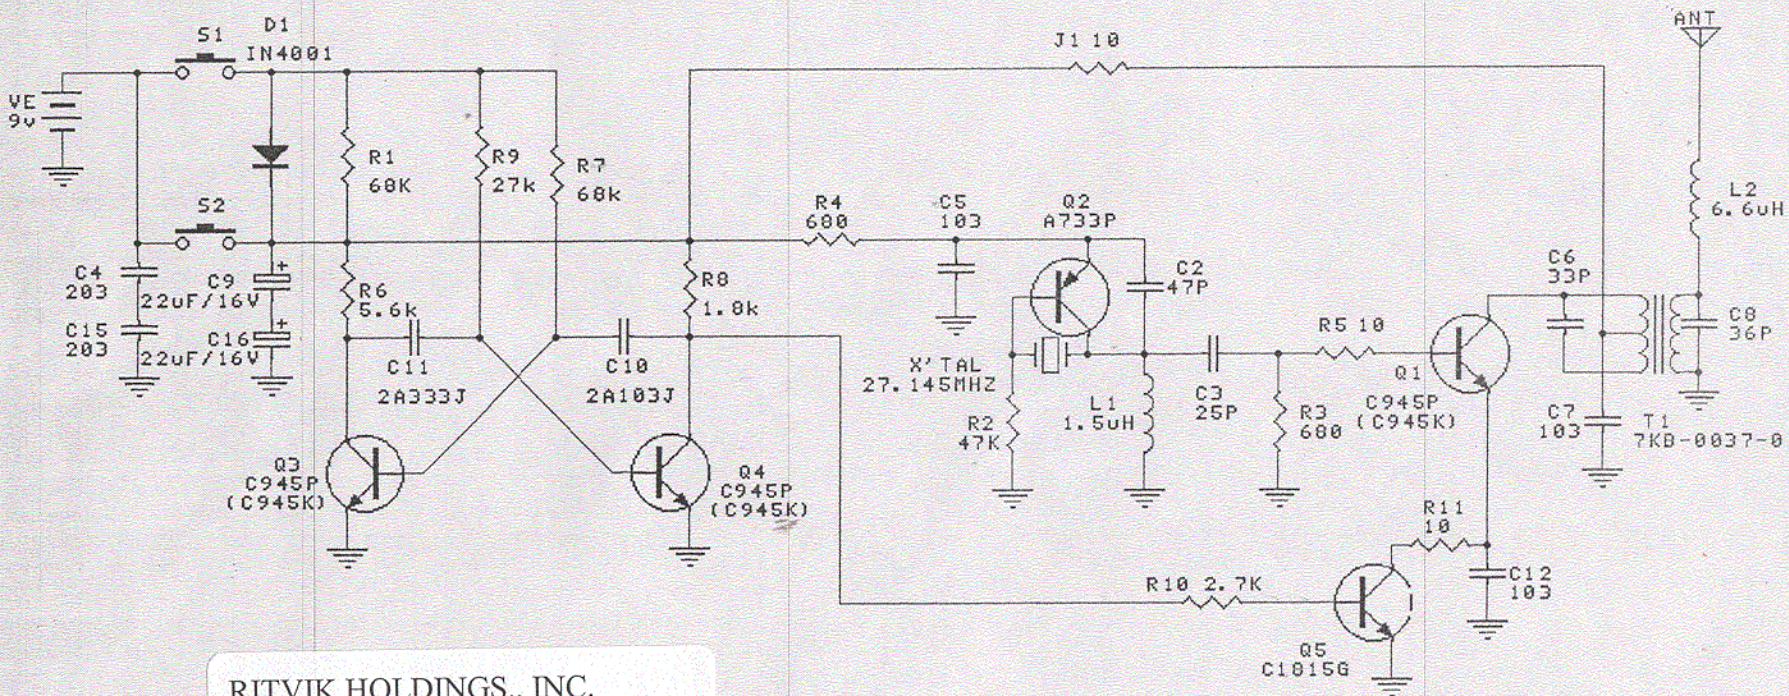 ANT
D1
S1
IN4001
J1 10
VE
9v
R1
68K
R9
27k
R7
68k
S2
R4
680
C5
103
Q2
A733P
L2
6.6uH
C4
203
C9
22uF/16V
R6
5.6k
R8
1.8k
C2
47P
C6
33P
C15
203
C16
22uF/16V
C11
2A333J
C10
2A103J
X'TAL
27.145MHZ
R5 10
C8
36P
Q1
C945P
(C945K)
R2
47K
L1
1.5uH
C3
25P
R3
680
C7
103
T1
7KB-0037-0
Q3
C945P
(C945K)
Q4
C945P
(C945K)
R11
10
R10 2.7K
C12
103
Q5
C1815G
RITVIK HOLDINGS., INC.